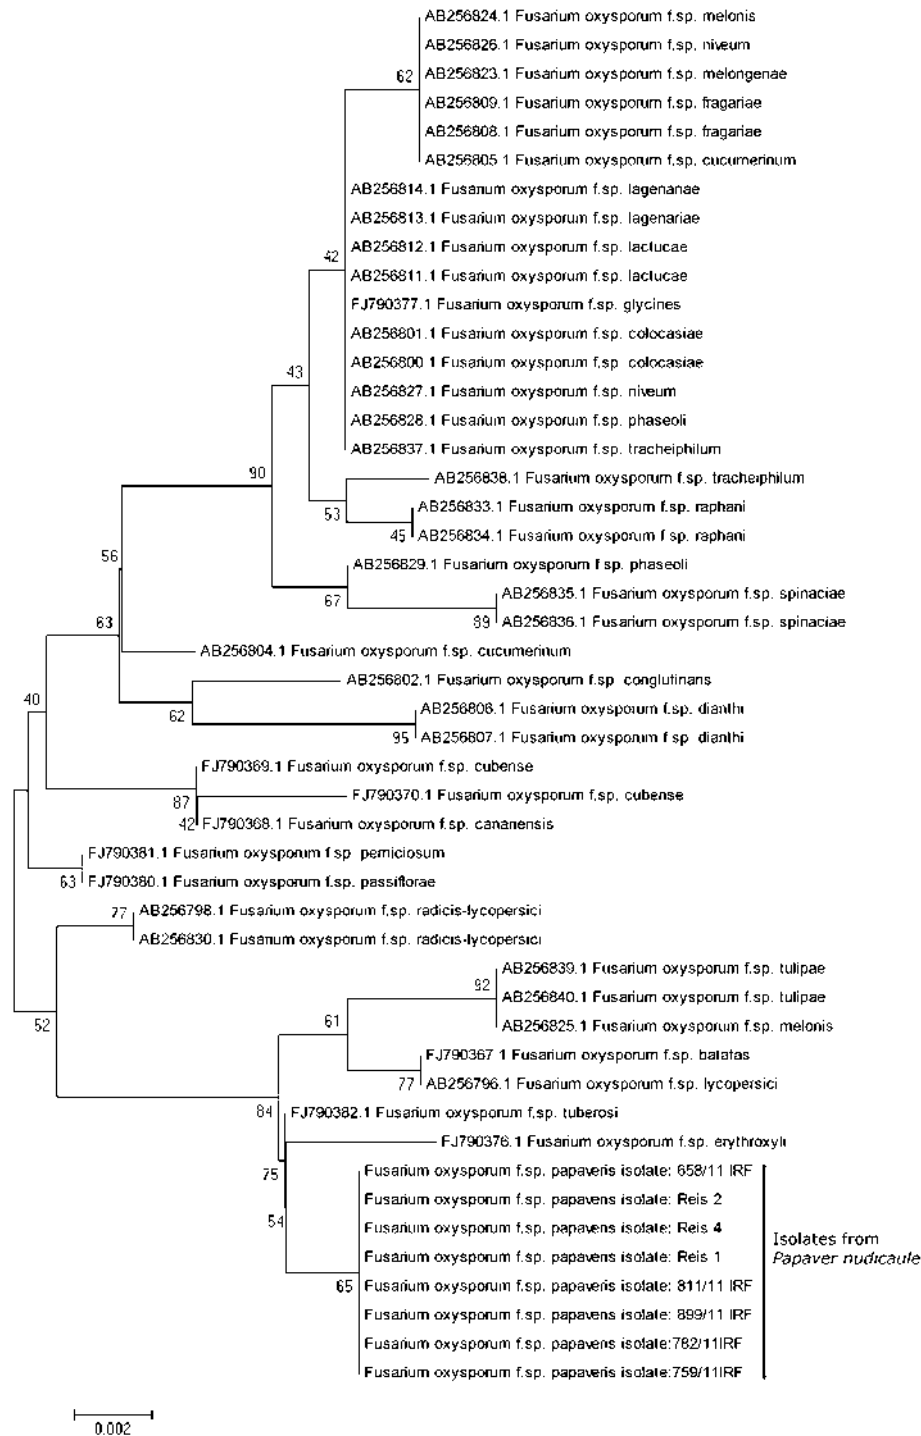 AB256824.1 Fusarium oxysporum f.sp. melonis
AB256826.1 Fusarium oxysporum f.sp. niveum
AB256823.1 Fusarium oxysporum f.sp. melongenae
62
AB256809.1 Fusarium oxysporum f.sp. fragariae
AB256808.1 Fusarium oxysporum f.sp. fragariae
AB256805.1 Fusarium oxysporum f.sp. cucumerinum
AB256814.1 Fusarium oxysporum f.sp. lagenariae
AB256813.1 Fusarium oxysporum f.sp. lagenariae
AB256812.1 Fusarium oxysporum f.sp. lactucae
42
AB256811.1 Fusarium oxysporum f.sp. lactucae
FJ790377.1 Fusarium oxysporum f.sp. glycines
AB256801.1 Fusarium oxysporum f.sp. colocasiae
AB256800.1 Fusarium oxysporum f.sp. colocasiae
43
AB256827.1 Fusarium oxysporum f.sp. niveum
AB256828.1 Fusarium oxysporum f.sp. phaseoli
AB256837.1 Fusarium oxysporum f.sp. tracheiphilum
90
AB256838.1 Fusarium oxysporum f.sp. tracheiphilum
AB256833.1 Fusarium oxysporum f.sp. raphani
53
45
AB256834.1 Fusarium oxysporum f.sp. raphani
56
AB256829.1 Fusarium oxysporum f.sp. phaseoli
67
AB256835.1 Fusarium oxysporum f.sp. spinaciae
89
AB256836.1 Fusarium oxysporum f.sp. spinaciae
63
AB256804.1 Fusarium oxysporum f.sp. cucumerinum
AB256802.1 Fusarium oxysporum f.sp conglutinans
40
62
AB256806.1 Fusarium oxysporum f.sp. dianthi
95
AB256807.1 Fusarium oxysporum f.sp dianthi
FJ790369.1 Fusarium oxysporum f.sp. cubense
87
FJ790370.1 Fusarium oxysporum f.sp. cubense
42
FJ790368.1 Fusarium oxysporum f.sp. canariensis
FJ790381.1 Fusarium oxysporum f.sp perniciosum
63
FJ790380.1 Fusarium oxysporum f.sp. passiflorae
77
AB256798.1 Fusarium oxysporum f.sp. radicis-lycopersici
AB256830.1 Fusarium oxysporum f.sp. radicis-lycopersici
AB256839.1 Fusarium oxysporum f.sp. tulipae
92
AB256840.1 Fusarium oxysporum f.sp. tulipae
52
61
AB256825.1 Fusarium oxysporum f.sp. melonis
FJ790367.1 Fusarium oxysporum f.sp. batatas
77
AB256796.1 Fusarium oxysporum f.sp. lycopersici
84
FJ790382.1 Fusarium oxysporum f.sp. tuberosi
FJ790376.1 Fusarium oxysporum f.sp. erythroxyli
75
Fusarium oxysporum f.sp. papaveris isolate: 658/11 IRF
Fusarium oxysporum f.sp. papaveris isolate: Reis 2
54
Fusarium oxysporum f.sp. papaveris isolate: Reis 4
Fusarium oxysporum f.sp. papaveris isolate: Reis 1
65
Fusarium oxysporum f.sp. papaveris isolate: 811/11 IRF
Fusarium oxysporum f.sp. papaveris isolate: 899/11 IRF
Fusarium oxysporum f.sp. papaveris isolate:782/11IRF
Fusarium oxysporum f.sp. papaveris isolate:759/11IRF
Isolates from
Papaver nudicaule
0.002